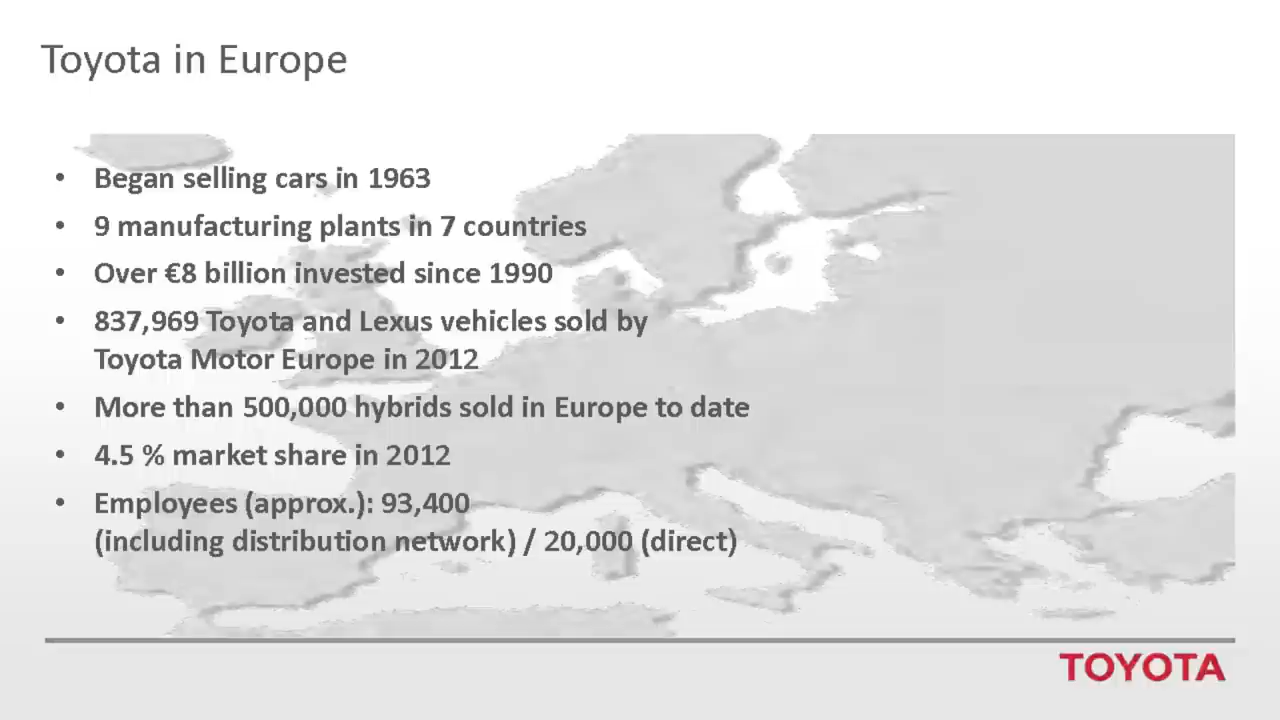 Toyota in Europe
• Began selling cars in 1963
• 9 manufacturing plants in 7 countries
• Over €8 billion invested since 1990
• 837,969 Toyota and Lexus vehicles sold by
Toyota Motor Europe in 2012
• More than 500,000 hybrids sold in Europe to date
• 4.5 % market share in 2012
• Employees (approx.): 93,400
(including distribution network) / 20,000 (direct)
TOYOTA